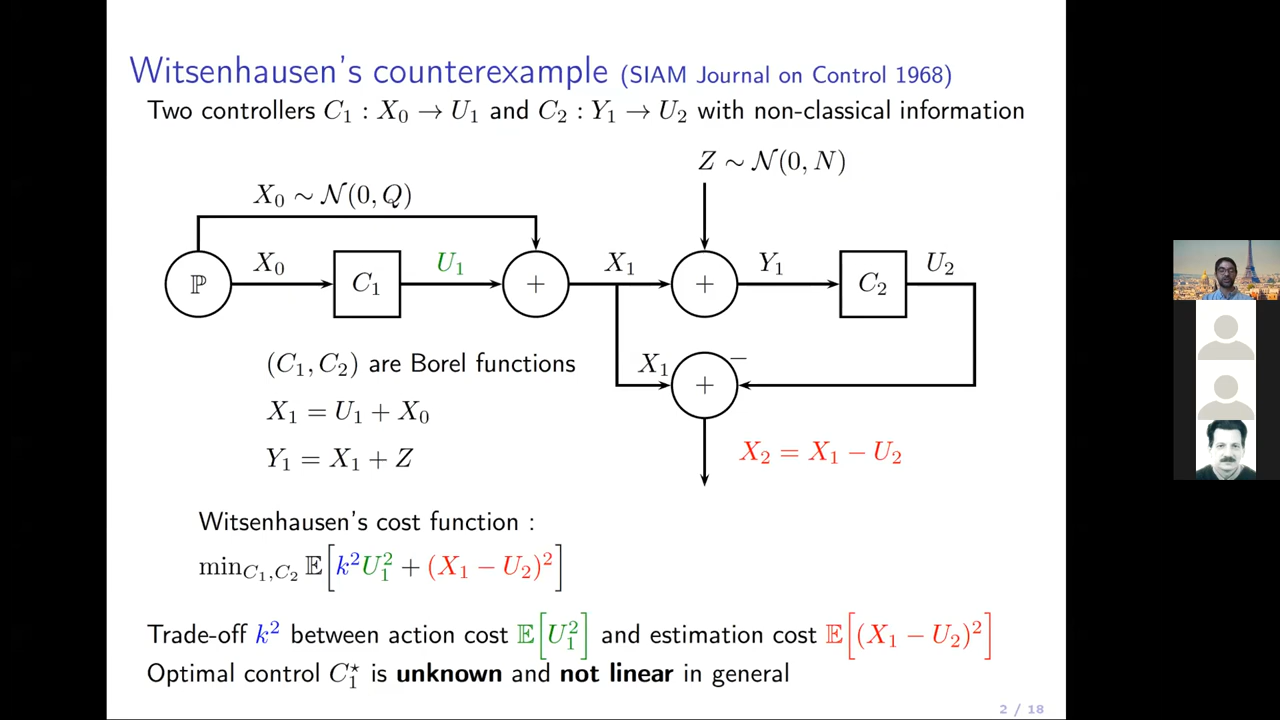 Witsenhausen's counterexample (SIAM Journal on Control 1968)
Two controllers C₁ : X₀ → U₁ and C₂ : Y₁ → U₂ with non-classical information
Z ∼ 𝒩(0, N)
X₀ ∼ 𝒩(0, Q)
ℙ X₀ C₁ U₁ + X₁ + Y₁ C₂ U₂
(C₁, C₂) are Borel functions
X₁ + −
X₁ = U₁ + X₀
Y₁ = X₁ + Z
X₂ = X₁ − U₂
Witsenhausen's cost function :
min_{C₁,C₂} 𝔼[k²U₁² + (X₁ − U₂)²]
Trade-off k² between action cost 𝔼[U₁²] and estimation cost 𝔼[(X₁ − U₂)²]
Optimal control C₁⋆ is unknown and not linear in general
2 / 18